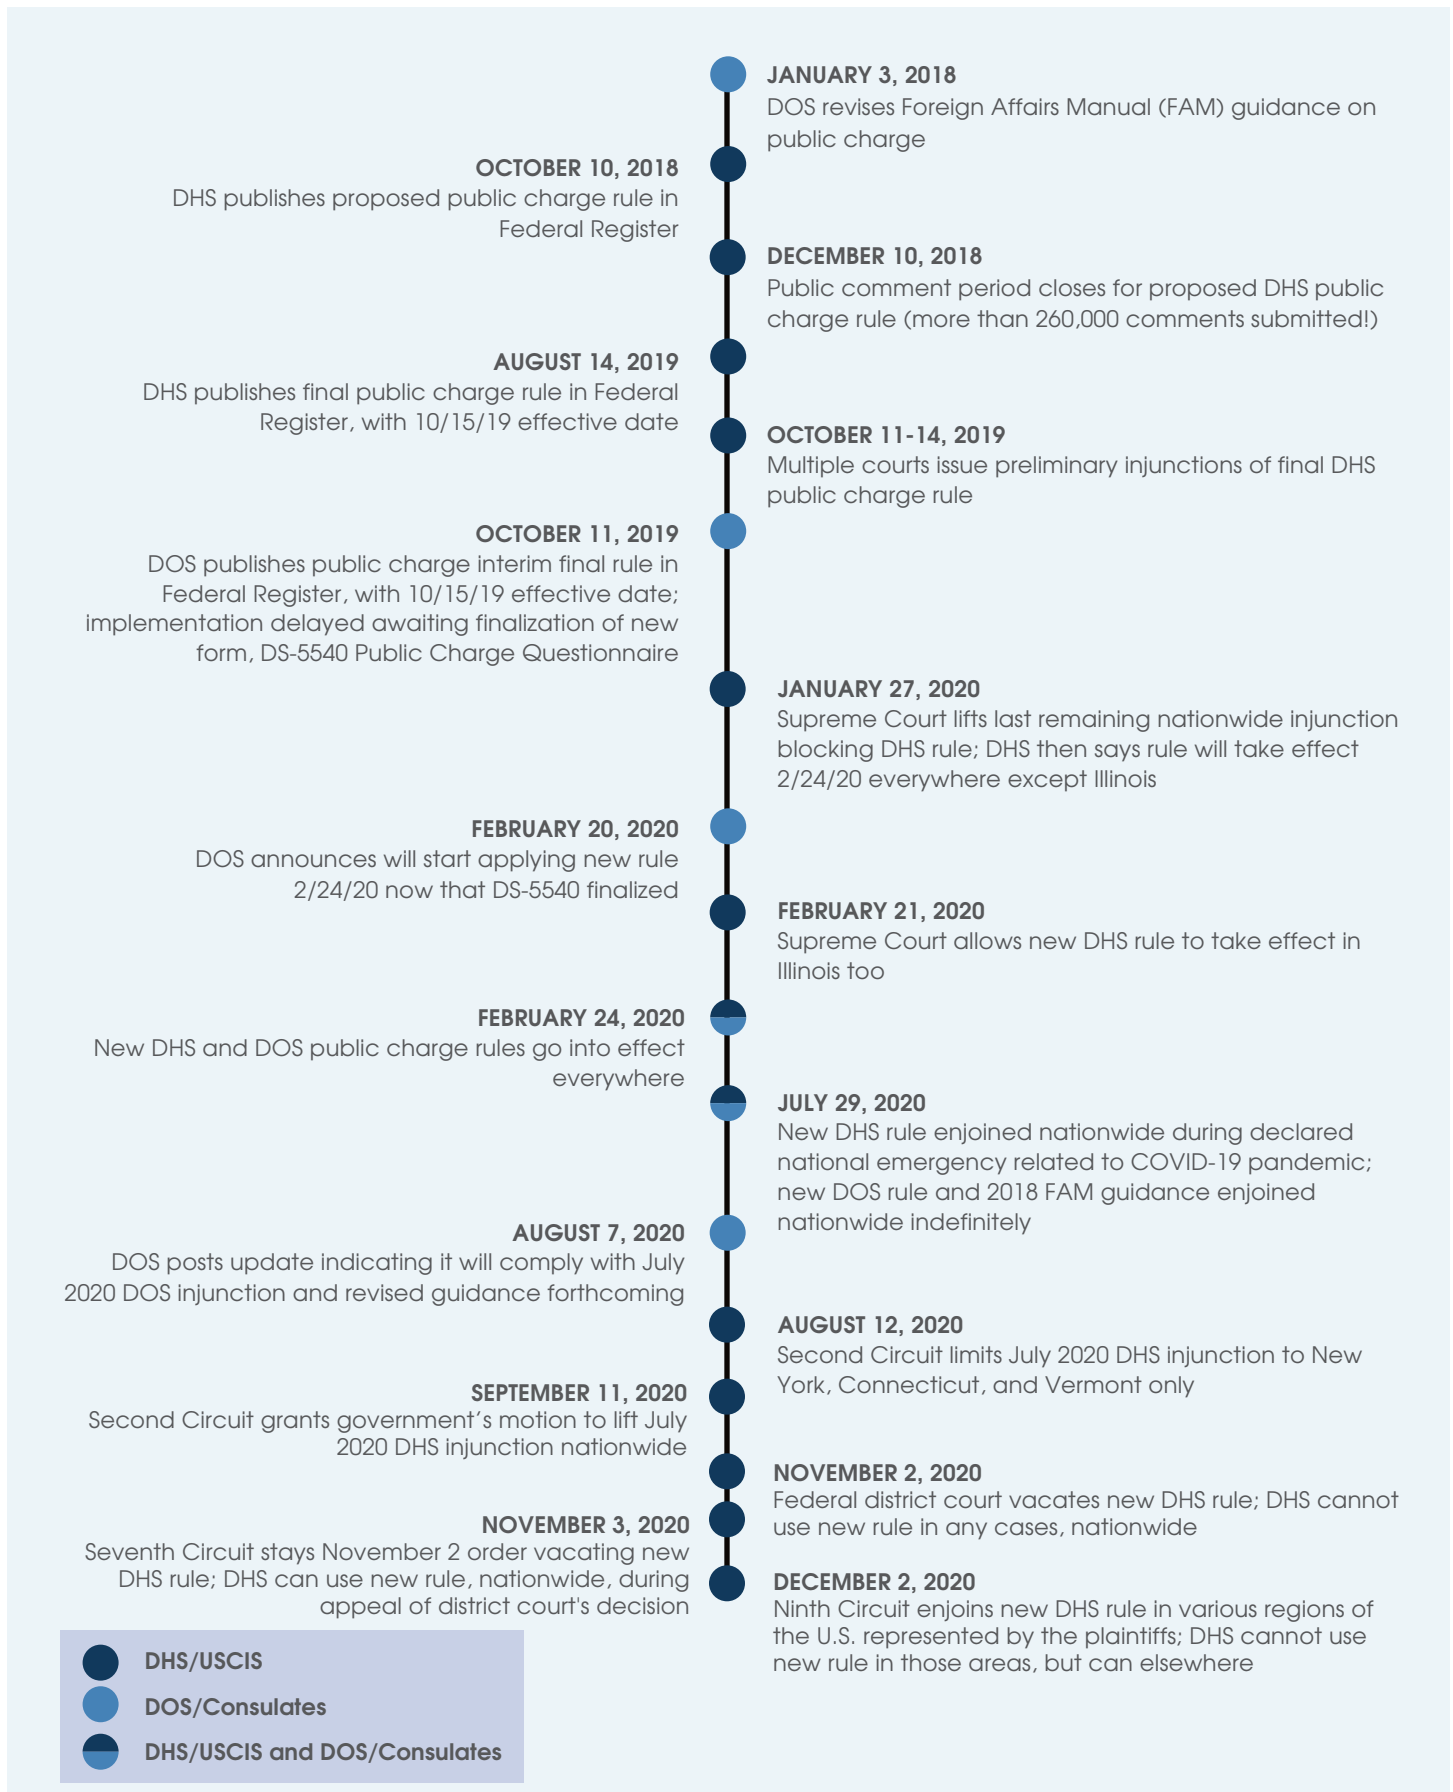 JANUARY 3, 2018
DOS revises Foreign Affairs Manual (FAM) guidance on
public charge
OCTOBER 10, 2018
DHS publishes proposed public charge rule in
Federal Register
DECEMBER 10, 2018
Public comment period closes for proposed DHS public
charge rule (more than 260,000 comments submitted!)
AUGUST 14, 2019
DHS publishes final public charge rule in Federal
Register, with 10/15/19 effective date
OCTOBER 11-14, 2019
Multiple courts issue preliminary injunctions of final DHS
public charge rule
OCTOBER 11, 2019
DOS publishes public charge interim final rule in
Federal Register, with 10/15/19 effective date;
implementation delayed awaiting finalization of new
form, DS-5540 Public Charge Questionnaire
JANUARY 27, 2020
Supreme Court lifts last remaining nationwide injunction
blocking DHS rule; DHS then says rule will take effect
2/24/20 everywhere except Illinois
FEBRUARY 20, 2020
DOS announces will start applying new rule
2/24/20 now that DS-5540 finalized
FEBRUARY 21, 2020
Supreme Court allows new DHS rule to take effect in
Illinois too
FEBRUARY 24, 2020
New DHS and DOS public charge rules go into effect
everywhere
JULY 29, 2020
New DHS rule enjoined nationwide during declared
national emergency related to COVID-19 pandemic;
new DOS rule and 2018 FAM guidance enjoined
nationwide indefinitely
AUGUST 7, 2020
DOS posts update indicating it will comply with July
2020 DOS injunction and revised guidance forthcoming
AUGUST 12, 2020
Second Circuit limits July 2020 DHS injunction to New
York, Connecticut, and Vermont only
SEPTEMBER 11, 2020
Second Circuit grants government's motion to lift July
2020 DHS injunction nationwide
NOVEMBER 2, 2020
Federal district court vacates new DHS rule; DHS cannot
use new rule in any cases, nationwide
NOVEMBER 3, 2020
Seventh Circuit stays November 2 order vacating new
DHS rule; DHS can use new rule, nationwide, during
appeal of district court's decision
DECEMBER 2, 2020
Ninth Circuit enjoins new DHS rule in various regions of
the U.S. represented by the plaintiffs; DHS cannot use
new rule in those areas, but can elsewhere
DHS/USCIS
DOS/Consulates
DHS/USCIS and DOS/Consulates